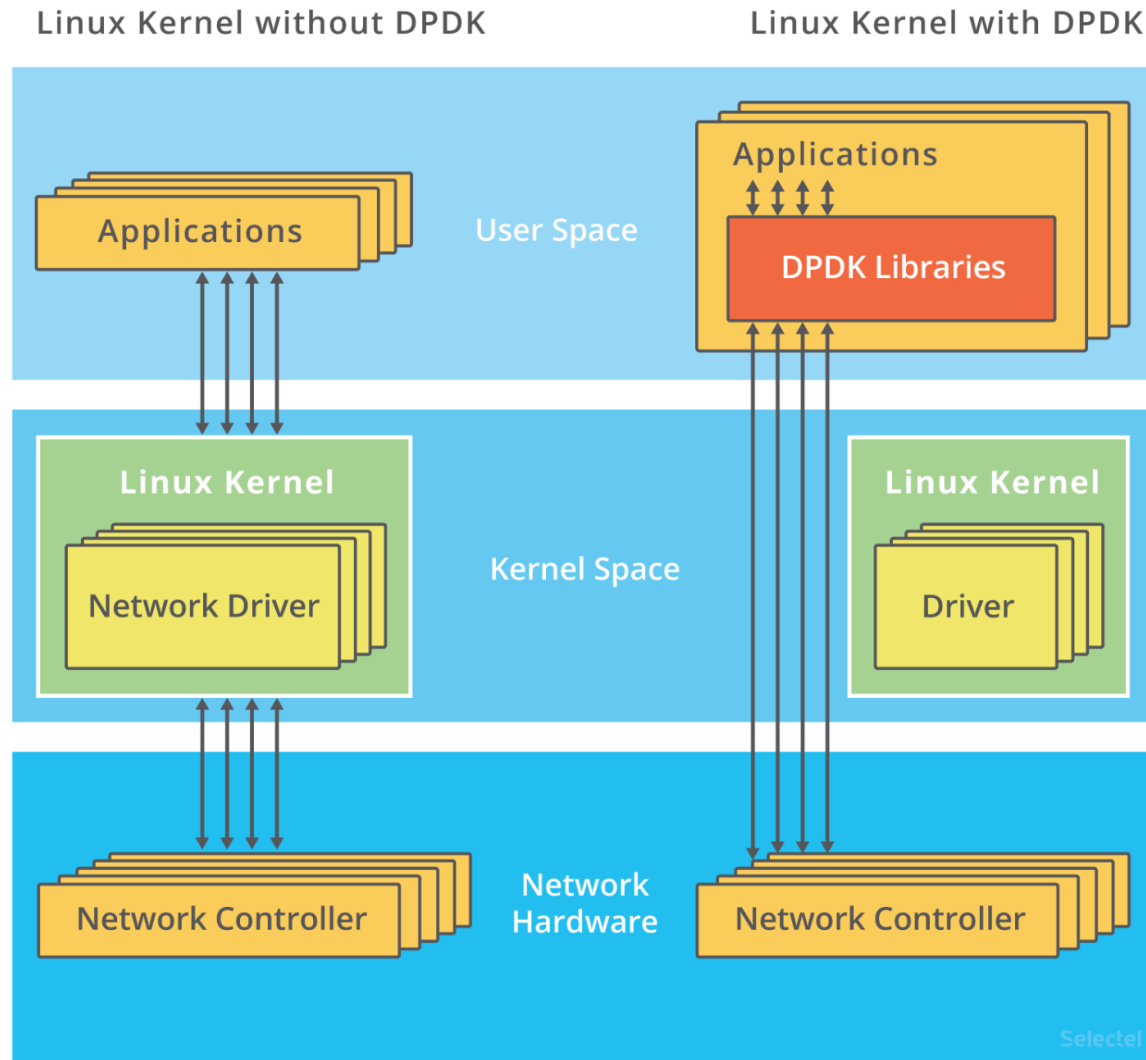 Linux Kernel without DPDK
Linux Kernel with DPDK
Applications
User Space
Applications
DPDK Libraries
Linux Kernel
Network Driver
Kernel Space
Linux Kernel
Driver
Network Controller
Network
Hardware
Network Controller
Selectel